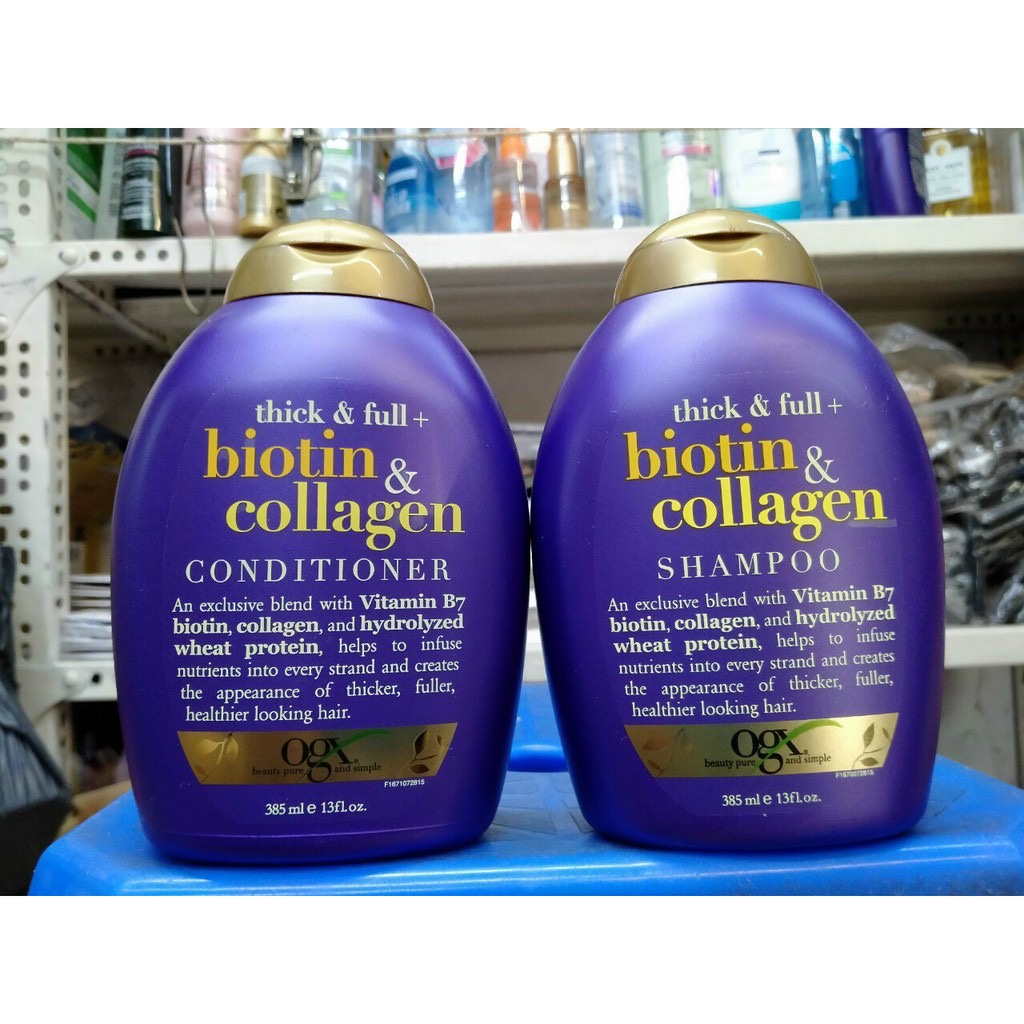 thick & full +
biotin &
collagen
CONDITIONER
An exclusive blend with Vitamin B7
biotin, collagen, and hydrolyzed
wheat protein, helps to infuse
nutrients into every strand and creates
the appearance of thicker, fuller,
healthier looking hair.
ogx®
beauty pure and simple
F1671072815
385 ml e 13fl.oz.
thick & full +
biotin &
collagen
SHAMPOO
An exclusive blend with Vitamin B7
biotin, collagen, and hydrolyzed
wheat protein, helps to infuse
nutrients into every strand and creates
the appearance of thicker, fuller,
healthier looking hair.
ogx®
beauty pure and simple
F1670072815
385 ml e 13fl.oz.